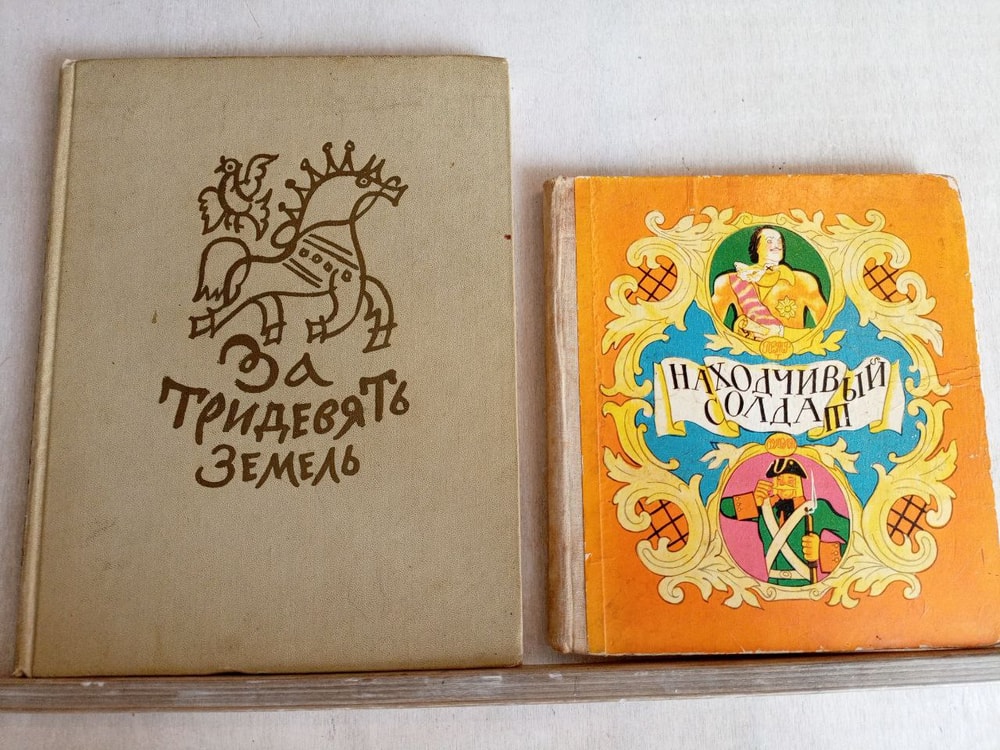 За
тридевять
земель
НАХОДЧИВЫЙ
СОЛДАТ